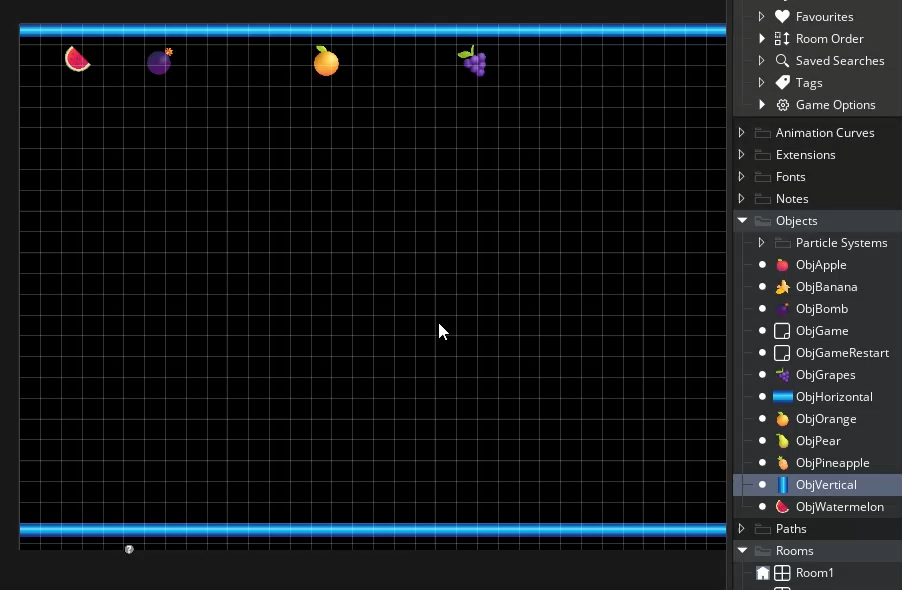 Favourites
Room Order
Saved Searches
Tags
Game Options
Animation Curves
Extensions
Fonts
Notes
Objects
Particle Systems
ObjApple
ObjBanana
ObjBomb
ObjGame
ObjGameRestart
ObjGrapes
ObjHorizontal
ObjOrange
ObjPear
ObjPineapple
ObjVertical
ObjWatermelon
Paths
Rooms
Room1
?